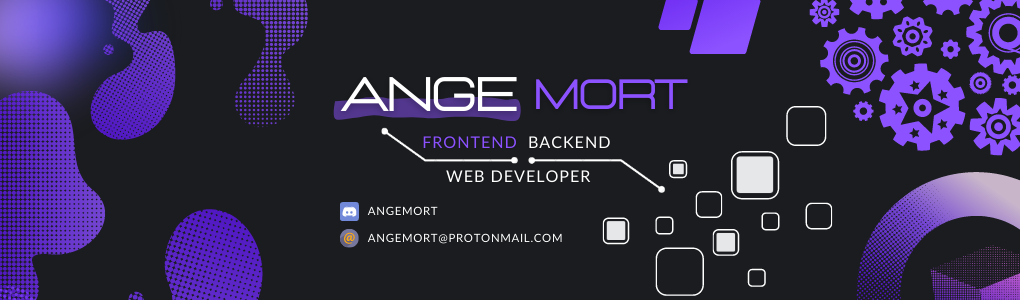 ANGE MORT
FRONTEND BACKEND
WEB DEVELOPER
ANGEMORT
@ ANGEMORT@PROTONMAIL.COM